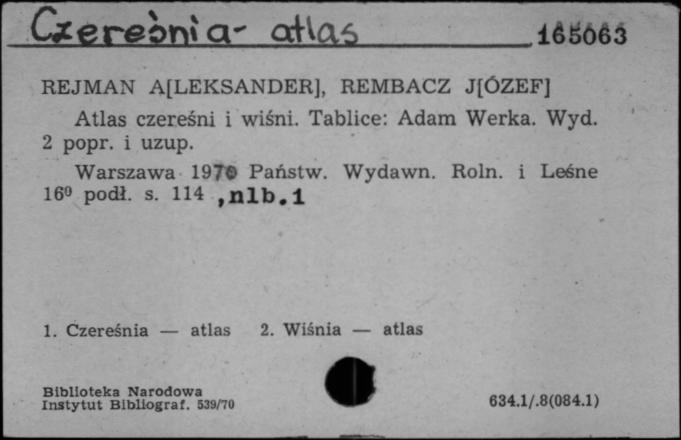 Czereśnia- atlas
165063
REJMAN A[LEKSANDER], REMBACZ J[ÓZEF]
Atlas czereśni i wiśni. Tablice: Adam Werka. Wyd.
2 popr. i uzup.
Warszawa 1970 Państw. Wydawn. Roln. i Leśne
16⁰ podł. s. 114 ,nlb.1
1. Czereśnia — atlas 2. Wiśnia — atlas
Biblioteka Narodowa
Instytut Bibliograf. 539/70
634.1/.8(084.1)